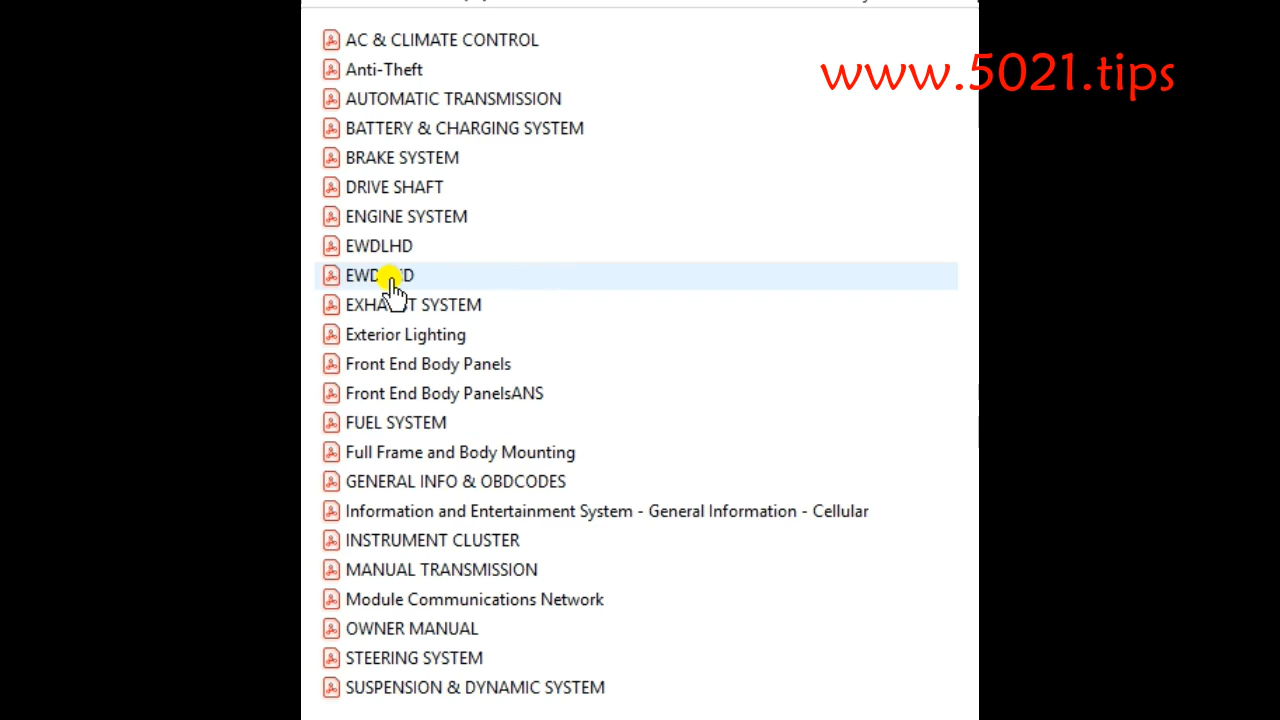 AC & CLIMATE CONTROL
www.5021.tips
Anti-Theft
AUTOMATIC TRANSMISSION
BATTERY & CHARGING SYSTEM
BRAKE SYSTEM
DRIVE SHAFT
ENGINE SYSTEM
EWDLHD
EXHAUST SYSTEM
Exterior Lighting
Front End Body Panels
Front End Body PanelsANS
FUEL SYSTEM
Full Frame and Body Mounting
GENERAL INFO & OBDCODES
Information and Entertainment System - General Information - Cellular
INSTRUMENT CLUSTER
MANUAL TRANSMISSION
Module Communications Network
OWNER MANUAL
STEERING SYSTEM
SUSPENSION & DYNAMIC SYSTEM